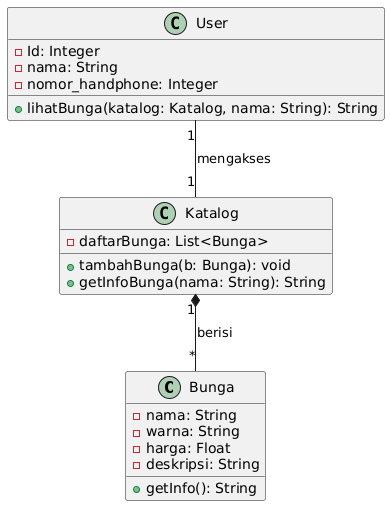 C User
Id: Integer
nama: String
nomor_handphone: Integer
lihatBunga(katalog: Katalog, nama: String): String
1
mengakses
1
C Katalog
daftarBunga: List<Bunga>
tambahBunga(b: Bunga): void
getInfoBunga(nama: String): String
1
berisi
*
C Bunga
nama: String
warna: String
harga: Float
deskripsi: String
getInfo(): String